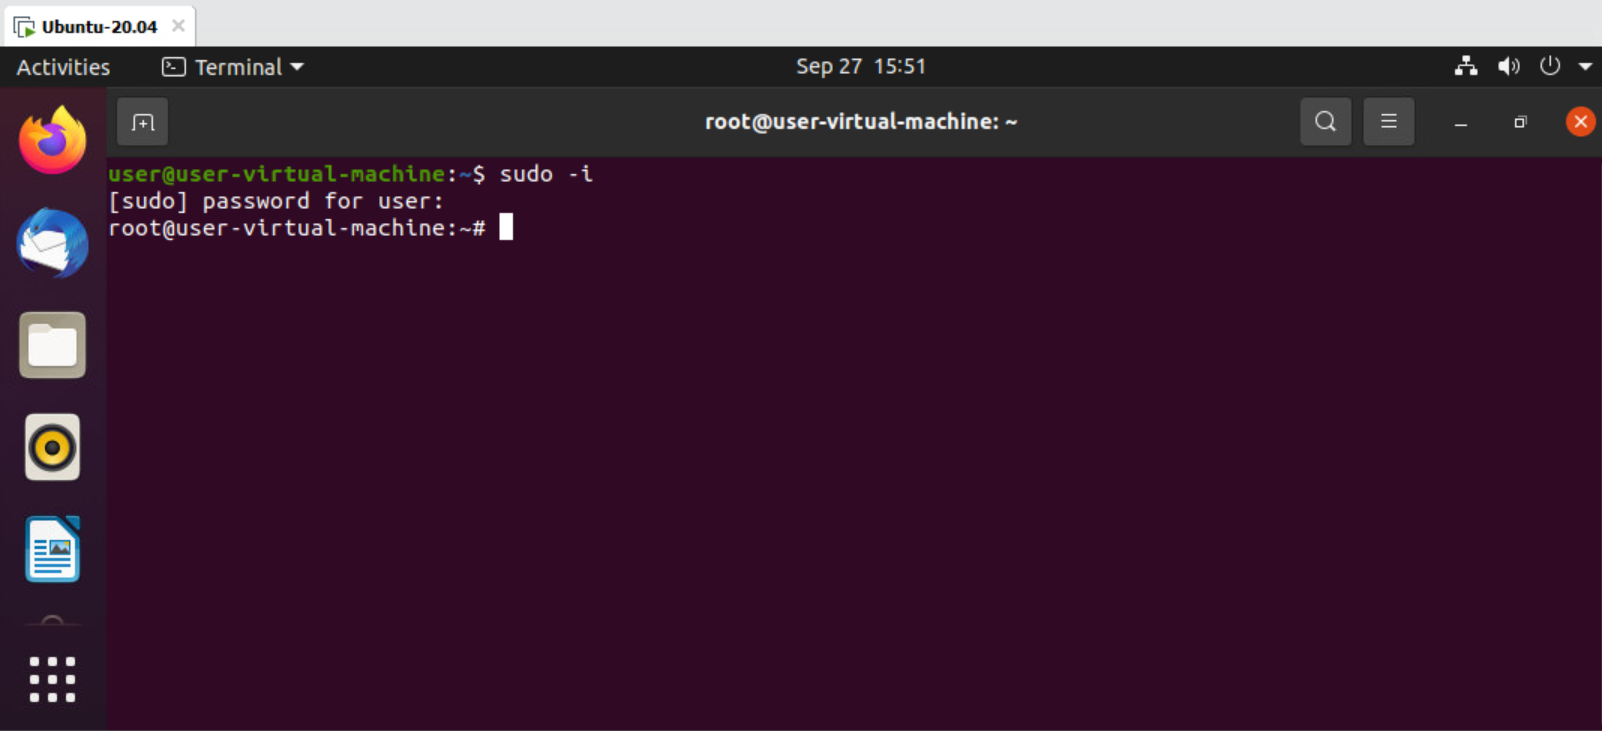 Ubuntu-20.04
Activities Terminal Sep 27 15:51
root@user-virtual-machine: ~
user@user-virtual-machine:~$ sudo -i
[sudo] password for user:
root@user-virtual-machine:~#